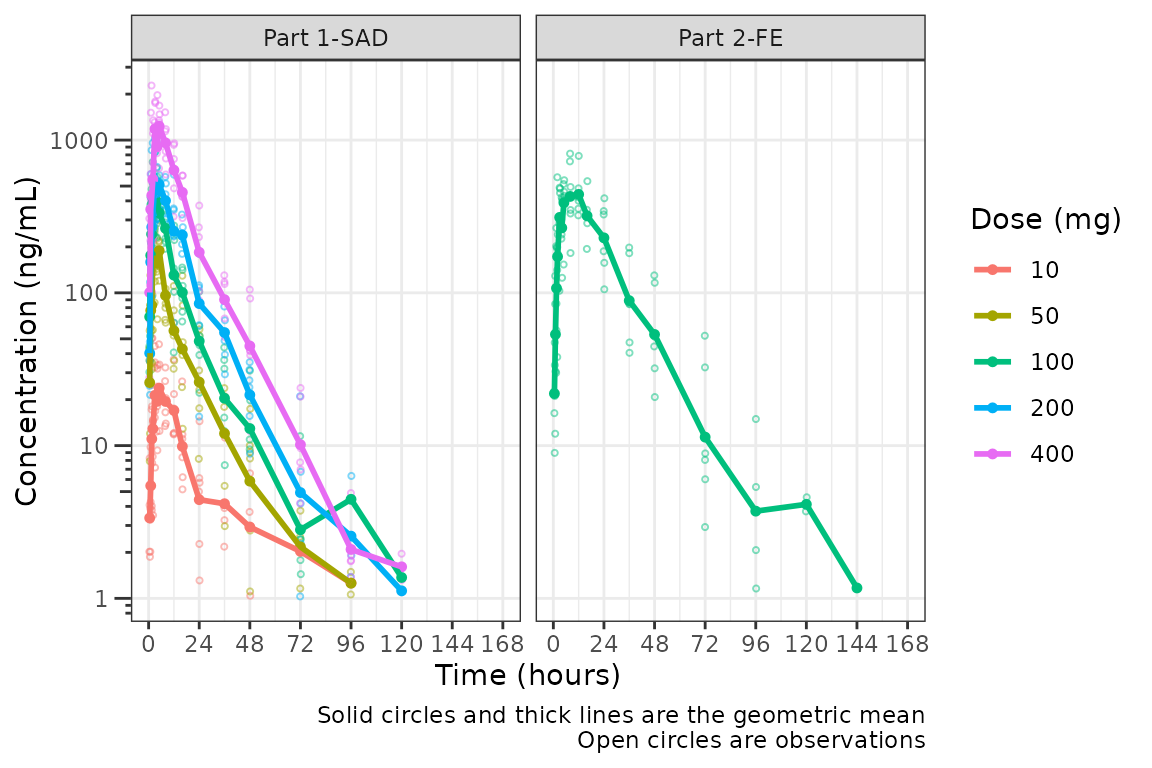 Part 1-SAD
Part 2-FE
Concentration (ng/mL)
1000
100
10
1
0 24 48 72 96 120 144 168
0 24 48 72 96 120 144 168
Time (hours)
Dose (mg)
10
50
100
200
400
Solid circles and thick lines are the geometric mean
Open circles are observations